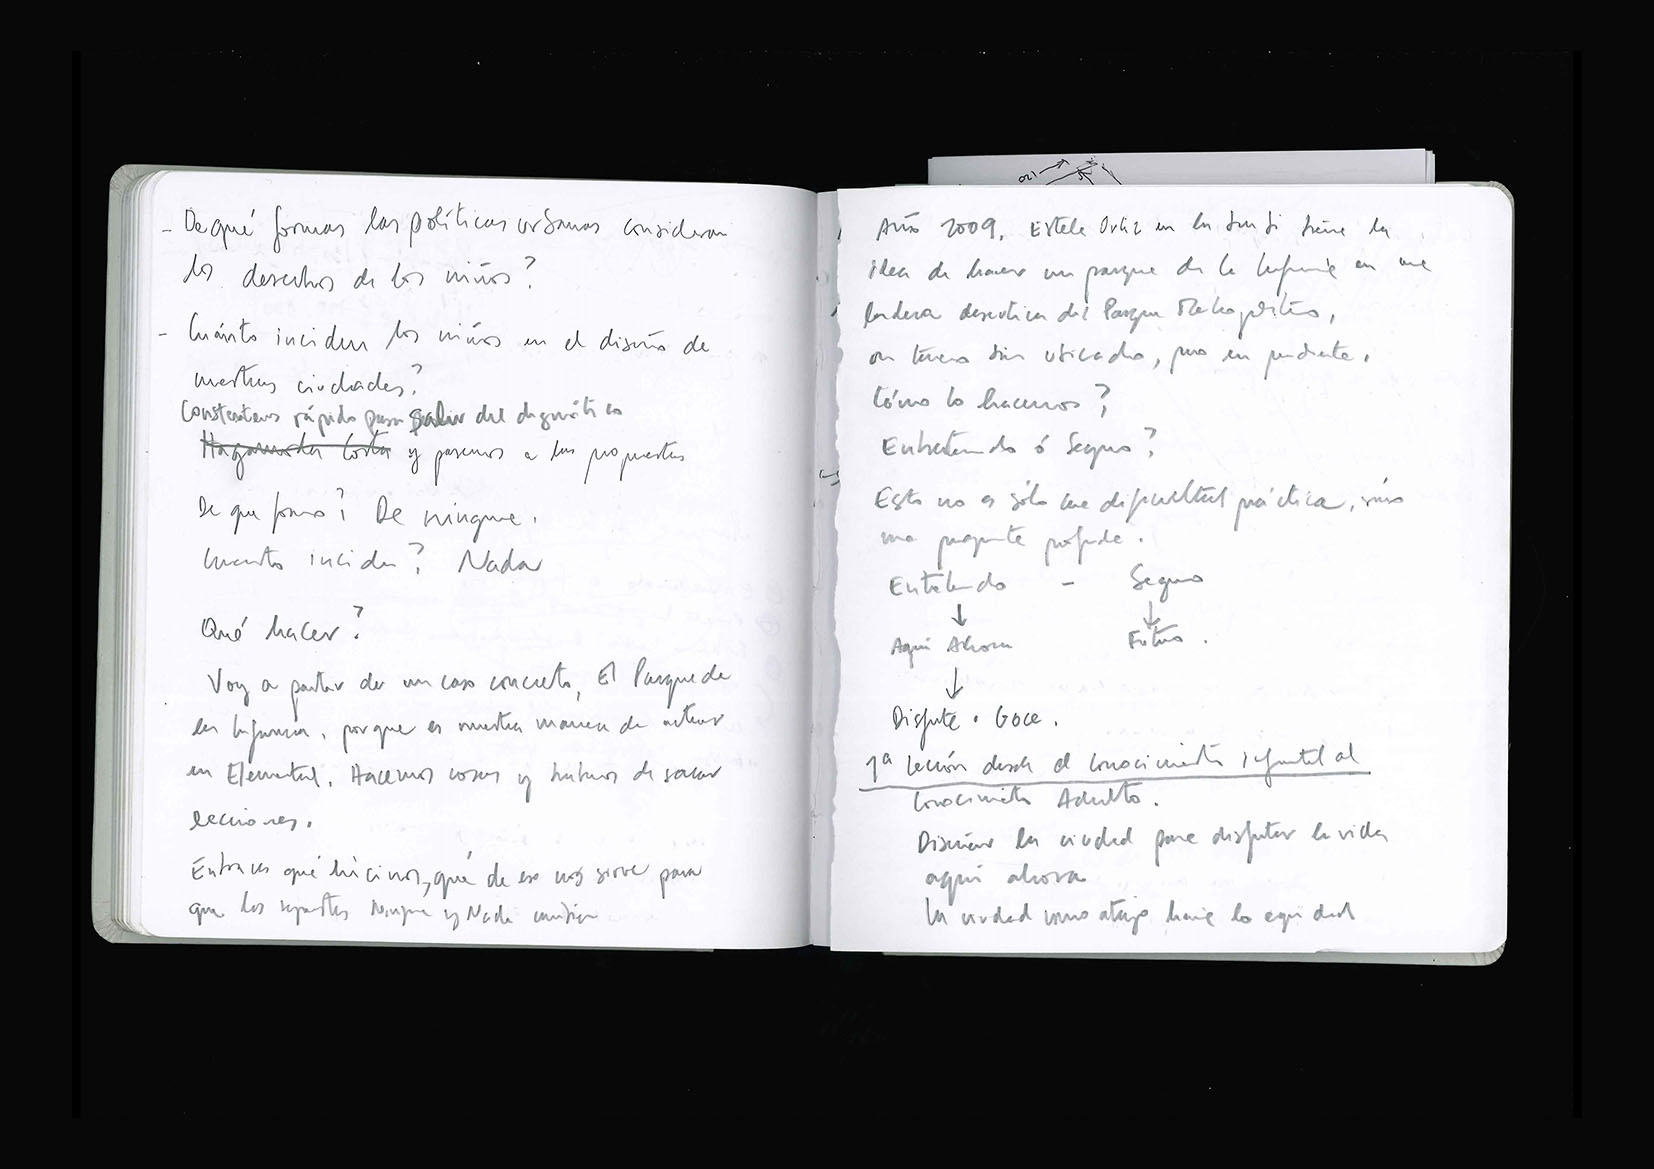 - De qué formas las políticas urbanas consideran
los derechos de los niños?
- Cuánto inciden los niños en el diseño de
nuestras ciudades?
Contestemos rápido para salir del diagnóstico
Hagamosla Corta y pasemos a las propuestas
De que forma? De ninguna.
Cuanto inciden? Nada
Qué hacer?
Voy a partir de un caso concreto, El Parque de
la Infancia, porque es nuestra manera de actuar
en Elemental. Hacemos cosas y tratamos de sacar
lecciones.
Entonces qué hicimos, qué de eso nos sirve para
que las respuestas Ninguna y Nada cambien
Año 2009, Estela Ortiz en la Junji tiene la
idea de hacer un parque de la Infancia en una
ladera desértica del Parque Metropolitano,
un terreno bien ubicado, pero en pendiente.
Cómo lo hacemos?
Entretenido ó Seguro?
Esto no es sólo una dificultad práctica, sino
una pregunta profunda.
Entretenido - Seguro
Aquí Ahora Futuro.
Disfrute. Goce.
1ª Lección desde el conocimiento infantil al
Conocimiento Adulto.
Diseñar la ciudad para disfrutar la vida
aquí ahora
La ciudad como atajo hacia la equidad